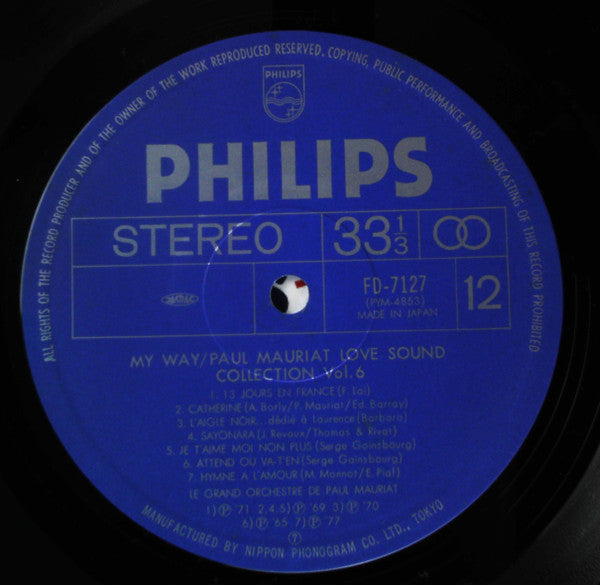 ALL RIGHTS OF THE RECORD PRODUCER AND OF THE OWNER OF THE WORK REPRODUCED RESERVED. COPYING, PUBLIC PERFORMANCE AND BROADCASTING OF THIS RECORD PROHIBITED
PHILIPS
PHILIPS
STEREO 33 1/3
FD-7127
(PYM-4853)
MADE IN JAPAN
12
MY WAY/PAUL MAURIAT LOVE SOUND
COLLECTION Vol.6
1. 13 JOURS EN FRANCE (F. Lai)
2. CATHERINE (A. Borly/P. Mauriat/Ed. Barray)
3. L'AIGLE NOIR...dédié à Laurence (Barbara)
4. SAYONARA (J. Revaux/Thomas & Rivat)
5. JE T'AIME MOI NON PLUS (Serge Gainsbourg)
6. ATTEND OU VA-T'EN (Serge Gainsbourg)
7. HYMNE A L'AMOUR (M. Monnot/E. Piaf)
LE GRAND ORCHESTRE DE PAUL MAURIAT
1) Ⓟ '71 2.4.5) Ⓟ '69 3) Ⓟ '70
6) Ⓟ '65 7) Ⓟ '77
7
MANUFACTURED BY NIPPON PHONOGRAM CO. LTD., TOKYO